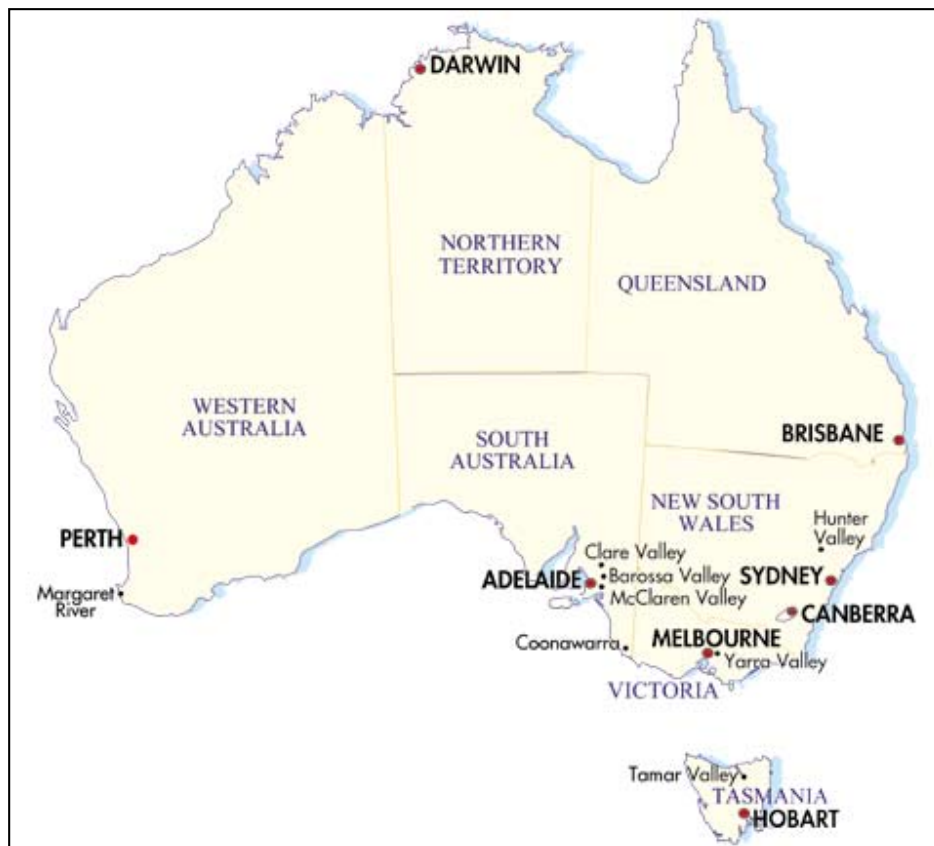 DARWIN
NORTHERN
TERRITORY
QUEENSLAND
WESTERN
AUSTRALIA
SOUTH
AUSTRALIA
BRISBANE
NEW SOUTH
WALES
Hunter
Valley
PERTH
Margaret
River
Clare Valley
ADELAIDE
Barossa Valley
McClaren Valley
SYDNEY
CANBERRA
Coonawarra
MELBOURNE
Yarra Valley
VICTORIA
Tamar Valley
TASMANIA
HOBART